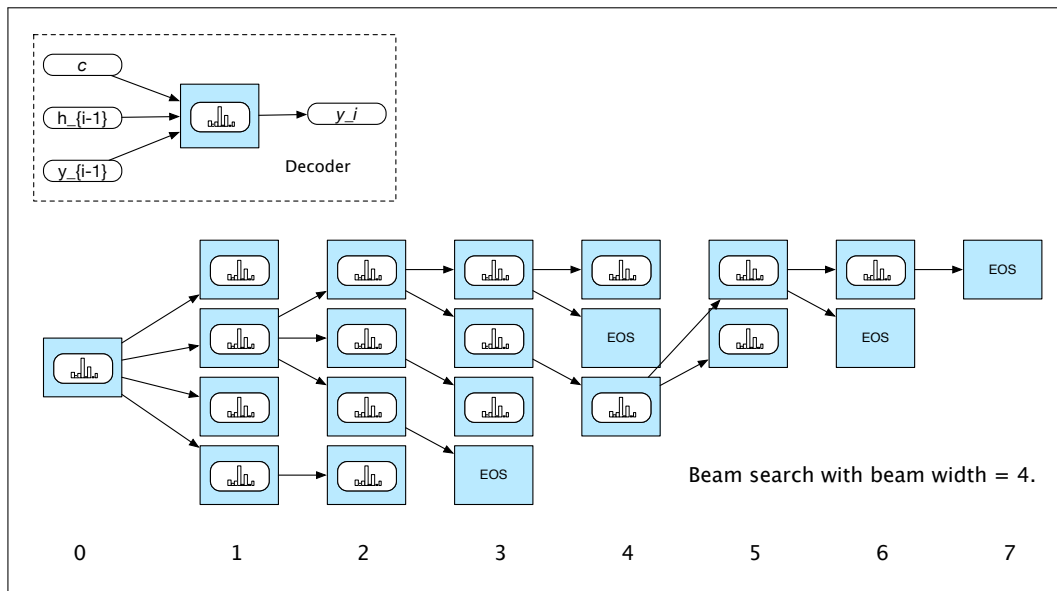 c
h_{i-1}
y_i
y_{i-1}
Decoder
EOS
EOS
EOS
EOS
Beam search with beam width = 4.
0 1 2 3 4 5 6 7